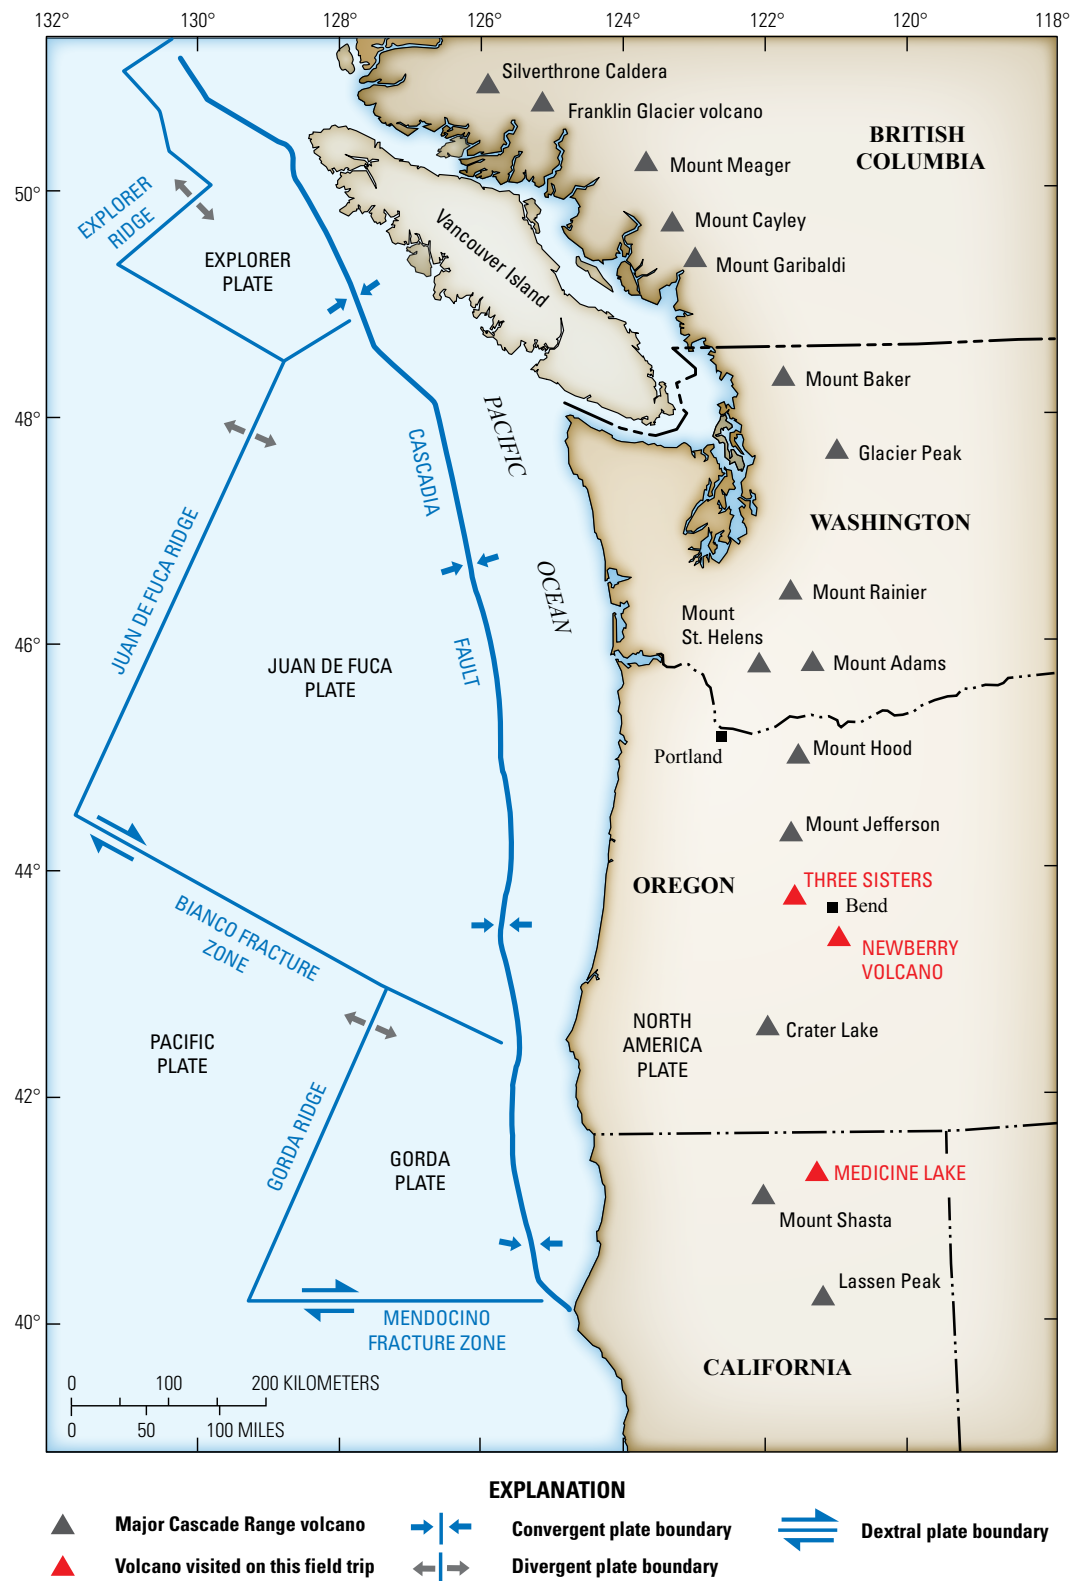 132°
130°
128°
126°
124°
122°
120°
118°
50°
48°
46°
44°
42°
40°
Silverthrone Caldera
Franklin Glacier volcano
BRITISH
COLUMBIA
Mount Meager
Mount Cayley
Mount Garibaldi
Vancouver Island
EXPLORER
RIDGE
EXPLORER
PLATE
Mount Baker
Glacier Peak
WASHINGTON
PACIFIC
OCEAN
CASCADIA
FAULT
JUAN DE FUCA RIDGE
Mount Rainier
Mount
St. Helens
Mount Adams
JUAN DE FUCA
PLATE
Portland
Mount Hood
Mount Jefferson
OREGON
THREE SISTERS
Bend
NEWBERRY
VOLCANO
BIANCO FRACTURE
ZONE
Crater Lake
NORTH
AMERICA
PLATE
PACIFIC
PLATE
GORDA RIDGE
GORDA
PLATE
MEDICINE LAKE
Mount Shasta
Lassen Peak
MENDOCINO
FRACTURE ZONE
CALIFORNIA
0 100 200 KILOMETERS
0 50 100 MILES
EXPLANATION
Major Cascade Range volcano
Volcano visited on this field trip
Convergent plate boundary
Divergent plate boundary
Dextral plate boundary